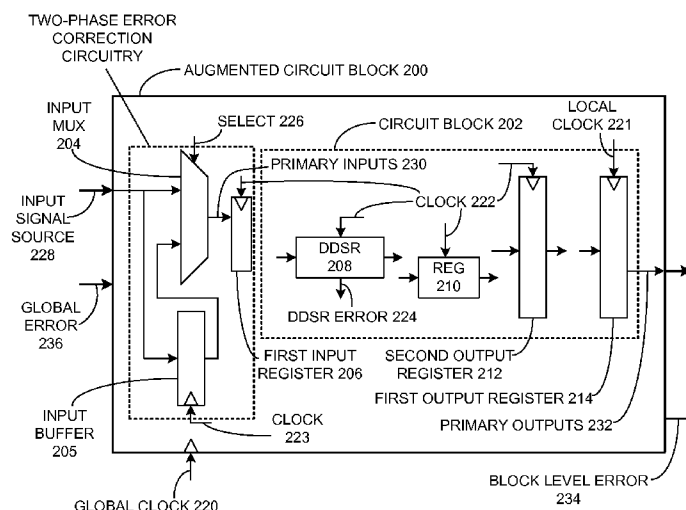 TWO-PHASE ERROR
CORRECTION
CIRCUITRY
AUGMENTED CIRCUIT BLOCK 200
INPUT
MUX
204
SELECT 226
CIRCUIT BLOCK 202
LOCAL
CLOCK 221
PRIMARY INPUTS 230
CLOCK 222
INPUT
SIGNAL
SOURCE
228
DDSR
208
REG
210
DDSR ERROR 224
GLOBAL
ERROR
236
FIRST INPUT
REGISTER 206
SECOND OUTPUT
REGISTER 212
FIRST OUTPUT REGISTER 214
INPUT
BUFFER
205
CLOCK
223
PRIMARY OUTPUTS 232
BLOCK LEVEL ERROR
234
GLOBAL CLOCK 220